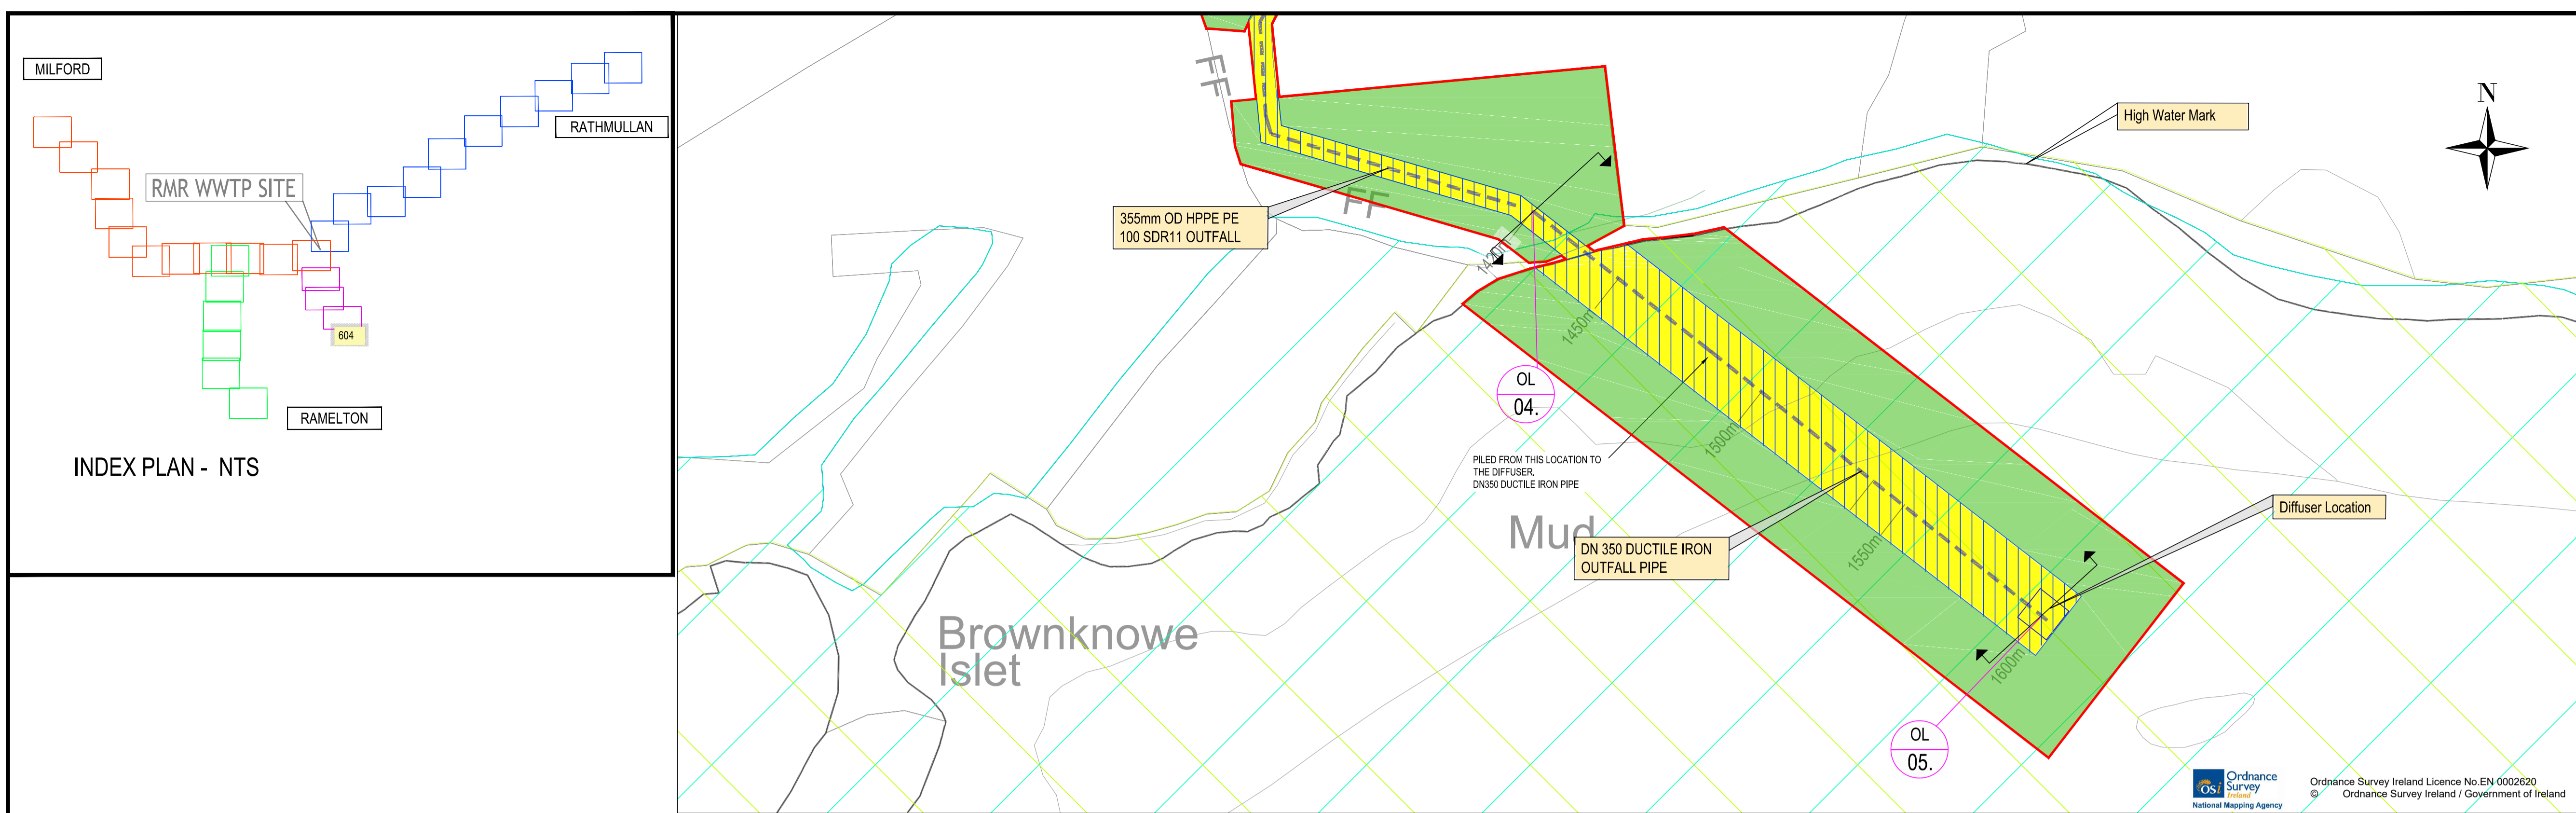 MILFORD
RATHMULLAN
RMR WWTP SITE
604
RAMELTON
INDEX PLAN - NTS
FF
FF
355mm OD HPPE PE
100 SDR11 OUTFALL
High Water Mark
N
1450m
OL
04.
1500m
PILED FROM THIS LOCATION TO
THE DIFFUSER.
DN350 DUCTILE IRON PIPE
Mud
DN 350 DUCTILE IRON
OUTFALL PIPE
1550m
Diffuser Location
Brownknowe
Islet
1600m
OL
05.
OSi
Ordnance
Survey
Ireland
National Mapping Agency
Ordnance Survey Ireland Licence No.EN 0002620
© Ordnance Survey Ireland / Government of Ireland